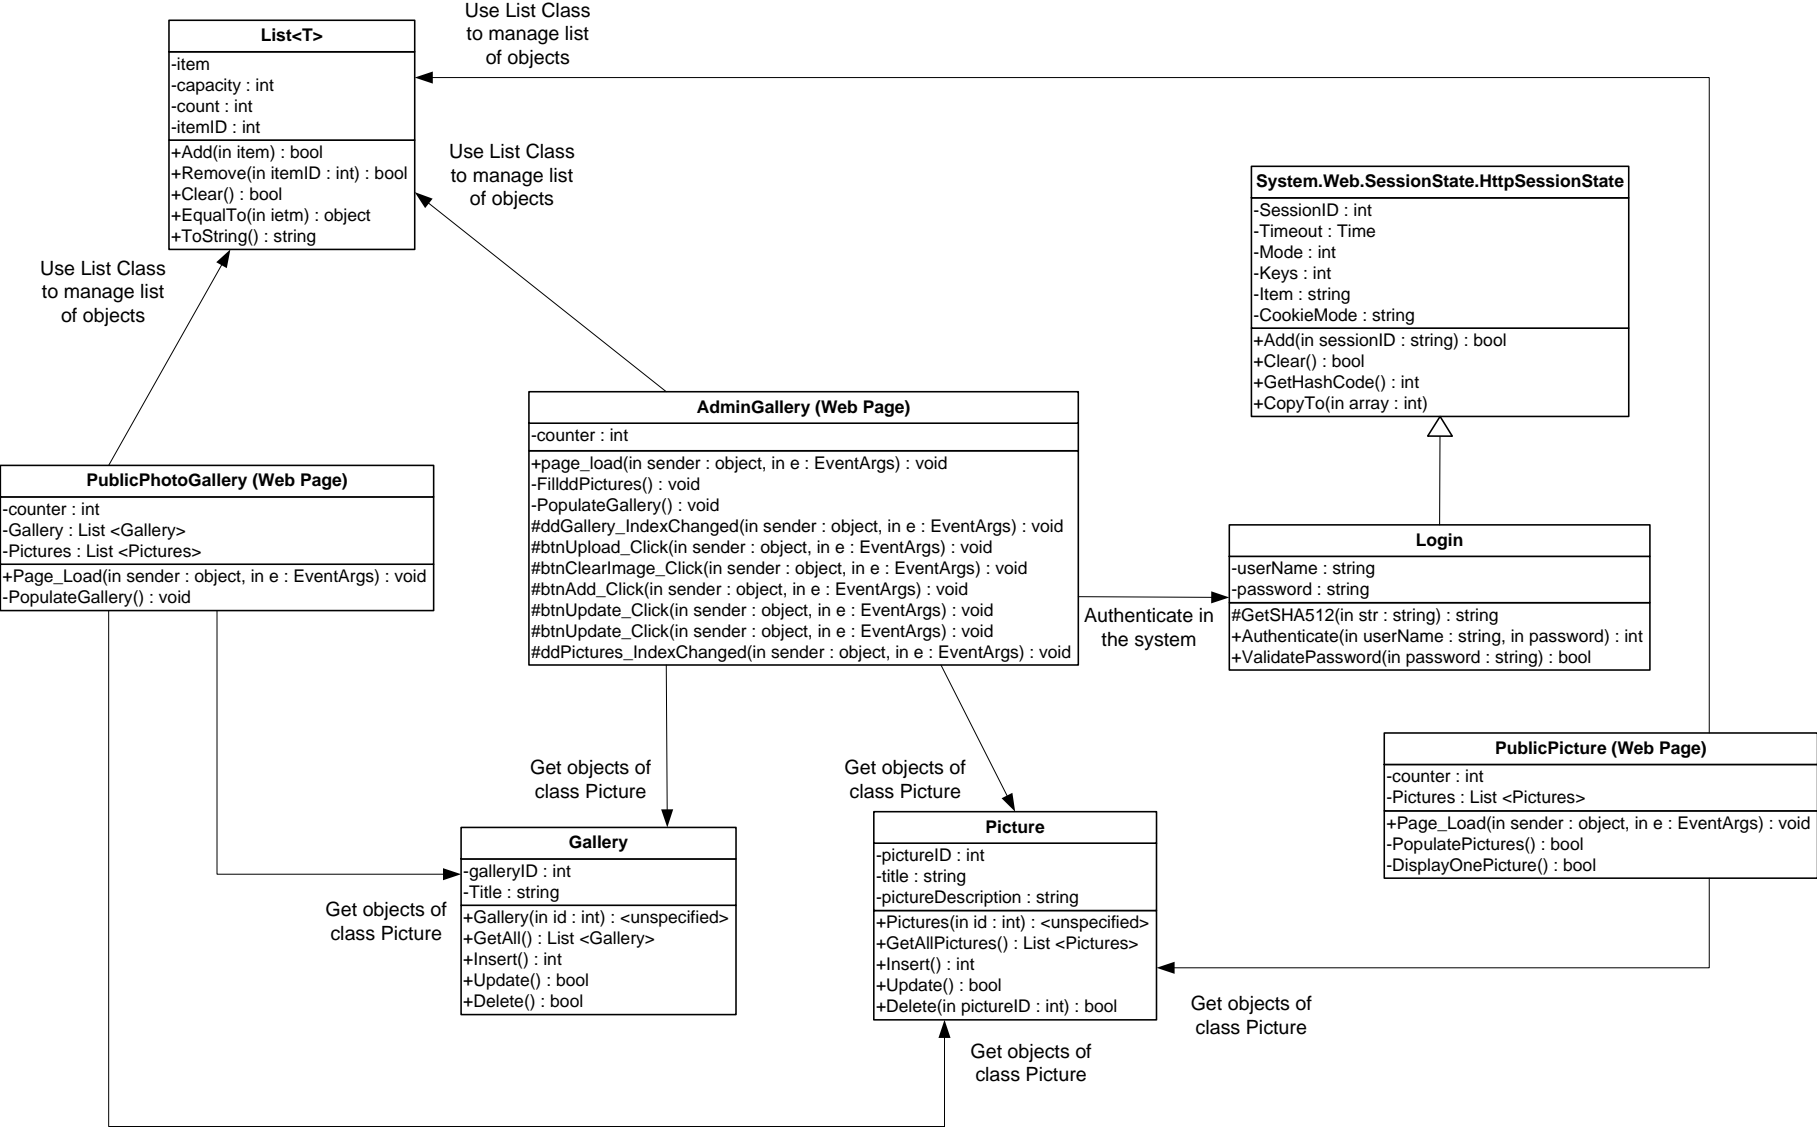 Use List Class
to manage list
of objects
List<T>
-item
-capacity : int
-count : int
-itemID : int
+Add(in item) : bool
+Remove(in itemID : int) : bool
+Clear() : bool
+EqualTo(in ietm) : object
+ToString() : string
Use List Class
to manage list
of objects
Use List Class
to manage list
of objects
System.Web.SessionState.HttpSessionState
-SessionID : int
-Timeout : Time
-Mode : int
-Keys : int
-Item : string
-CookieMode : string
+Add(in sessionID : string) : bool
+Clear() : bool
+GetHashCode() : int
+CopyTo(in array : int)
AdminGallery (Web Page)
-counter : int
+page_load(in sender : object, in e : EventArgs) : void
-FillddPictures() : void
-PopulateGallery() : void
#ddGallery_IndexChanged(in sender : object, in e : EventArgs) : void
#btnUpload_Click(in sender : object, in e : EventArgs) : void
#btnClearImage_Click(in sender : object, in e : EventArgs) : void
#btnAdd_Click(in sender : object, in e : EventArgs) : void
#btnUpdate_Click(in sender : object, in e : EventArgs) : void
#btnUpdate_Click(in sender : object, in e : EventArgs) : void
#ddPictures_IndexChanged(in sender : object, in e : EventArgs) : void
PublicPhotoGallery (Web Page)
-counter : int
-Gallery : List <Gallery>
-Pictures : List <Pictures>
+Page_Load(in sender : object, in e : EventArgs) : void
-PopulateGallery() : void
Login
-userName : string
-password : string
#GetSHA512(in str : string) : string
+Authenticate(in userName : string, in password) : int
+ValidatePassword(in password : string) : bool
Authenticate in
the system
PublicPicture (Web Page)
-counter : int
-Pictures : List <Pictures>
+Page_Load(in sender : object, in e : EventArgs) : void
-PopulatePictures() : bool
-DisplayOnePicture() : bool
Get objects of
class Picture
Get objects of
class Picture
Gallery
-galleryID : int
-Title : string
+Gallery(in id : int) : <unspecified>
+GetAll() : List <Gallery>
+Insert() : int
+Update() : bool
+Delete() : bool
Picture
-pictureID : int
-title : string
-pictureDescription : string
+Pictures(in id : int) : <unspecified>
+GetAllPictures() : List <Pictures>
+Insert() : int
+Update() : bool
+Delete(in pictureID : int) : bool
Get objects of
class Picture
Get objects of
class Picture
Get objects of
class Picture